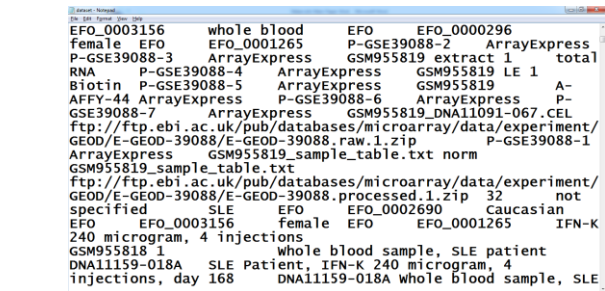 dataset - Notepad
File Edit Format View Help
EFO_0003156 whole blood EFO EFO_0000296
female EFO EFO_0001265 P-GSE39088-2 ArrayExpress
P-GSE39088-3 ArrayExpress GSM955819 extract 1 total
RNA P-GSE39088-4 ArrayExpress GSM955819 LE 1
Biotin P-GSE39088-5 ArrayExpress GSM955819 A-
AFFY-44 ArrayExpress P-GSE39088-6 ArrayExpress P-
GSE39088-7 ArrayExpress GSM955819_DNA11091-067.CEL
ftp://ftp.ebi.ac.uk/pub/databases/microarray/data/experiment/
GEOD/E-GEOD-39088/E-GEOD-39088.raw.1.zip P-GSE39088-1
ArrayExpress GSM955819_sample_table.txt norm
GSM955819_sample_table.txt
ftp://ftp.ebi.ac.uk/pub/databases/microarray/data/experiment/
GEOD/E-GEOD-39088/E-GEOD-39088.processed.1.zip 32 not
specified SLE EFO EFO_0002690 Caucasian
EFO EFO_0003156 female EFO EFO_0001265 IFN-K
240 microgram, 4 injections
GSM955818 1 Whole blood sample, SLE patient
DNA11159-018A SLE Patient, IFN-K 240 microgram, 4
injections, day 168 DNA11159-018A Whole blood sample, SLE